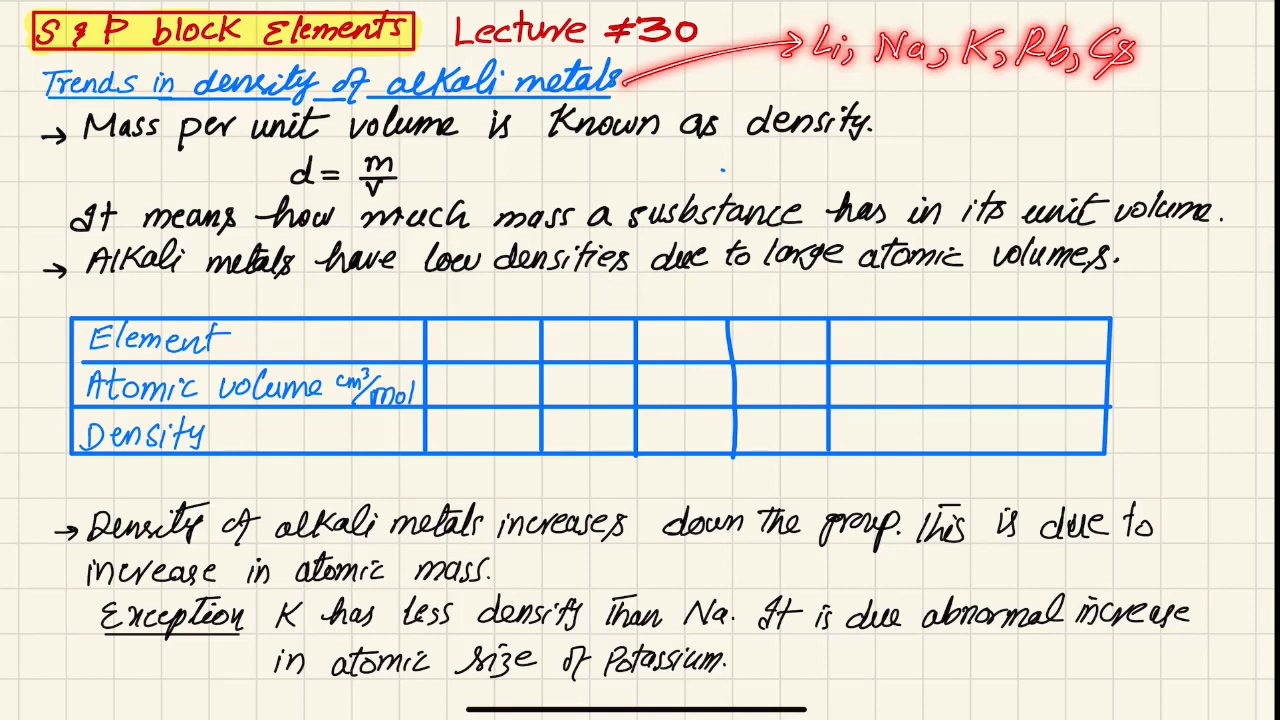 S & P block Elements Lecture #30
Li, Na, K, Rb, Cs
Trends in density of alkali metals
→ Mass per unit volume is known as density.
d = m/v
It means how much mass a susbstance has in its unit volume.
→ Alkali metals have low densities due to large atomic volumes.
Element
Atomic volume cm³/mol
Density
→ Density of alkali metals increases down the group. This is due to
increase in atomic mass.
Exception K has less density than Na. It is due abnormal increase
in atomic size of Potassium.